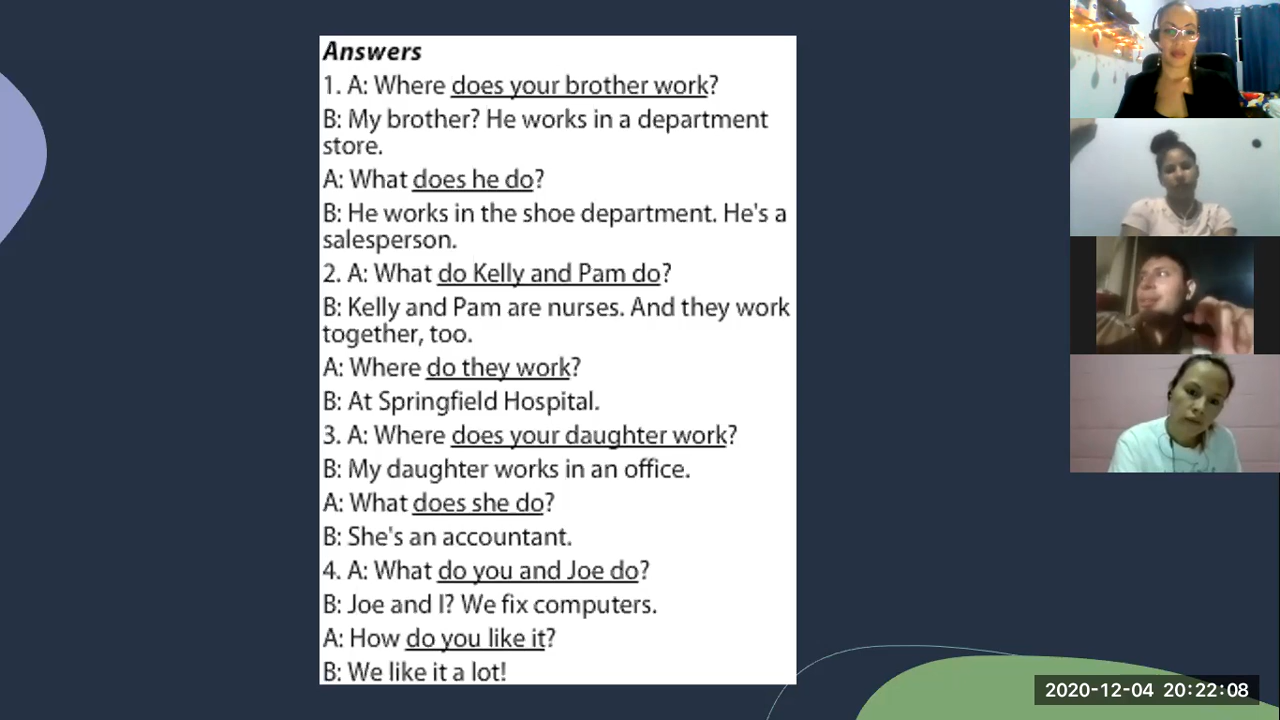 Answers
1. A: Where does your brother work?
B: My brother? He works in a department
store.
A: What does he do?
B: He works in the shoe department. He's a
salesperson.
2. A: What do Kelly and Pam do?
B: Kelly and Pam are nurses. And they work
together, too.
A: Where do they work?
B: At Springfield Hospital.
3. A: Where does your daughter work?
B: My daughter works in an office.
A: What does she do?
B: She's an accountant.
4. A: What do you and Joe do?
B: Joe and I? We fix computers.
A: How do you like it?
B: We like it a lot!
2020-12-04 20:22:08